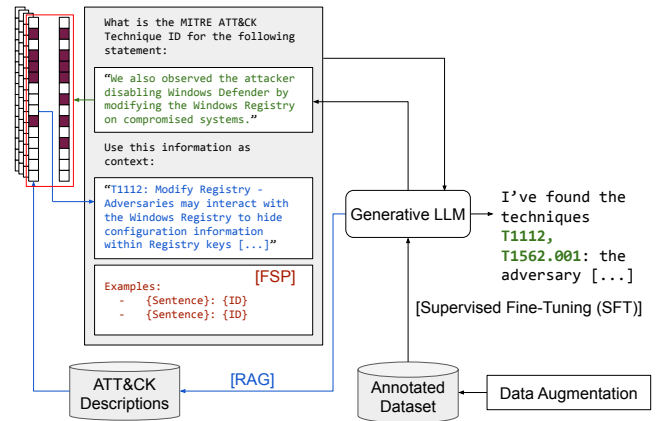 What is the MITRE ATT&CK
Technique ID for the following
statement:
“We also observed the attacker
disabling Windows Defender by
modifying the Windows Registry
on compromised systems.”
Use this information as
context:
“T1112: Modify Registry -
Adversaries may interact with
the Windows Registry to hide
configuration information
within Registry keys [...]”
[FSP]
Examples:
- {Sentence}: {ID}
- {Sentence}: {ID}
Generative LLM
I’ve found the
techniques
T1112,
T1562.001: the
adversary [...]
[Supervised Fine-Tuning (SFT)]
[RAG]
ATT&CK
Descriptions
Annotated
Dataset
Data Augmentation